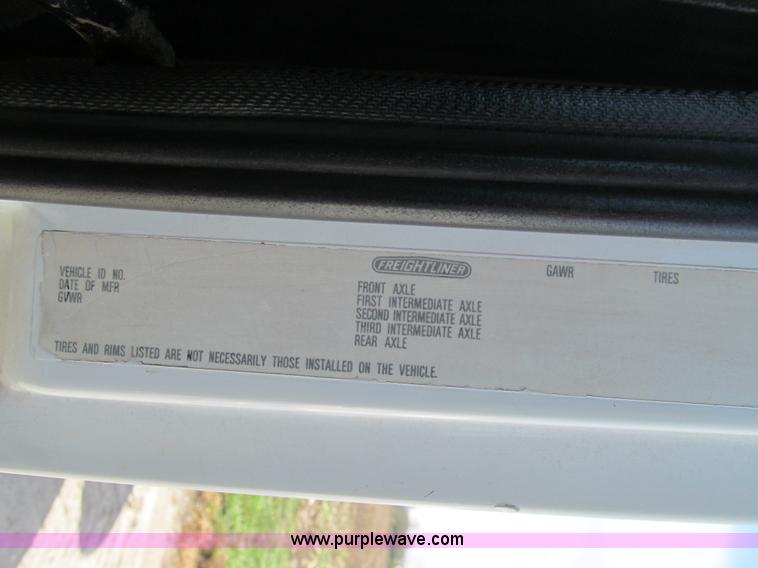 VEHICLE ID NO.
DATE OF MFR
GVWR
FREIGHTLINER
GAWR
TIRES
FRONT AXLE
FIRST INTERMEDIATE AXLE
SECOND INTERMEDIATE AXLE
THIRD INTERMEDIATE AXLE
REAR AXLE
TIRES AND RIMS LISTED ARE NOT NECESSARILY THOSE INSTALLED ON THE VEHICLE.
www.purplewave.com